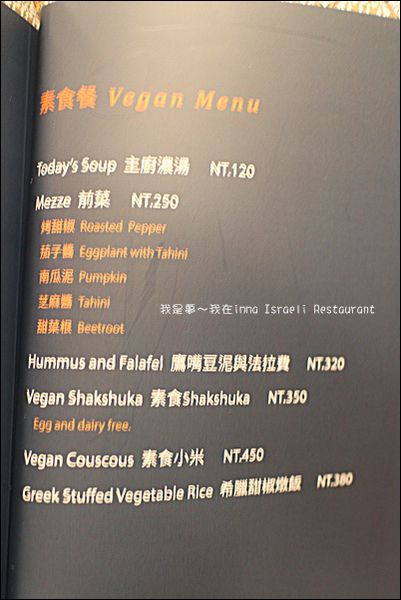 素食餐 Vegan Menu
Today's Soup 主廚濃湯 NT.120
Mezze 前菜 NT.250
烤甜椒 Roasted Pepper
茄子醬 Eggplant with Tahini
南瓜泥 Pumpkin
芝麻醬 Tahini
甜菜根 Beetroot
我是夢～我在inna Israeli Restaurant
Hummus and Falafel 鷹嘴豆泥與法拉費 NT.320
Vegan Shakshuka 素食Shakshuka NT.350
Egg and dairy free.
Vegan Couscous 素食小米 NT.450
Greek Stuffed Vegetable Rice 希臘甜椒燉飯 NT.380